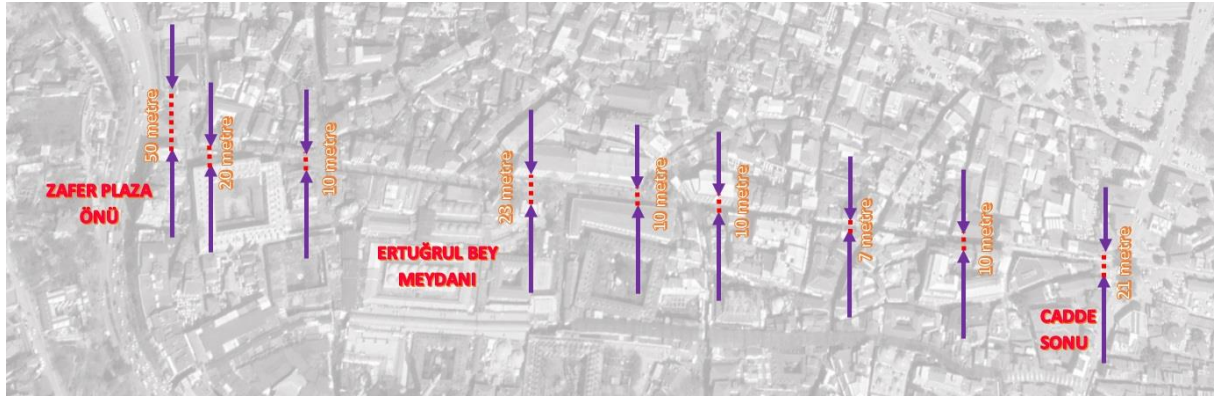 50 metre
20 metre
10 metre
ZAFER PLAZA
ÖNÜ
23 metre
10 metre
10 metre
ERTUĞRUL BEY
MEYDANI
7 metre
10 metre
21 metre
CADDE
SONU